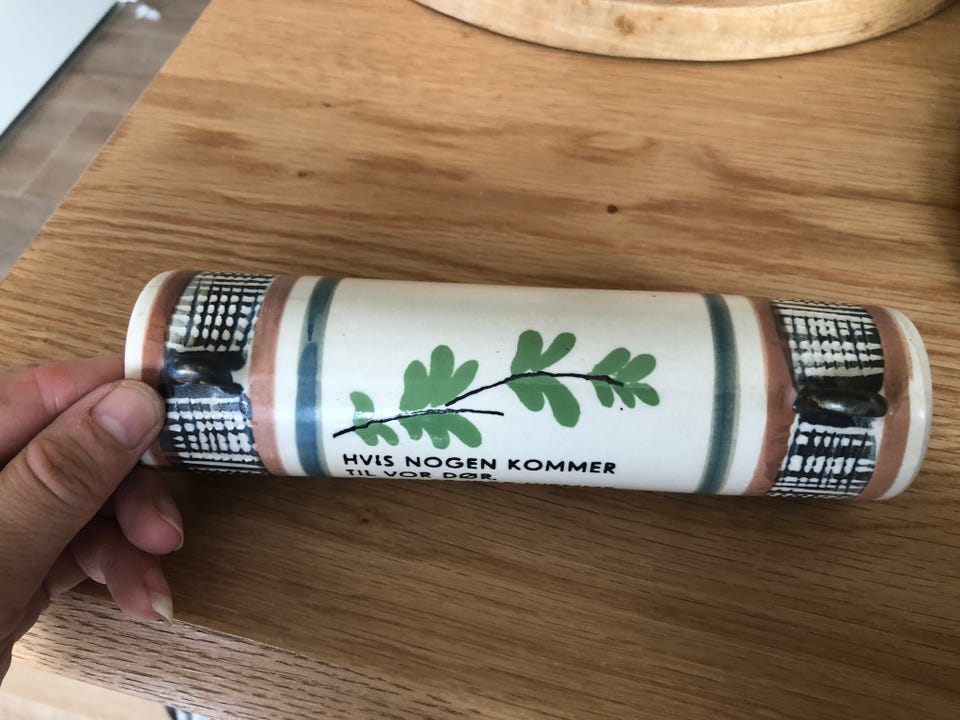 HVIS NOGEN KOMMER
TIL VOR DØR,